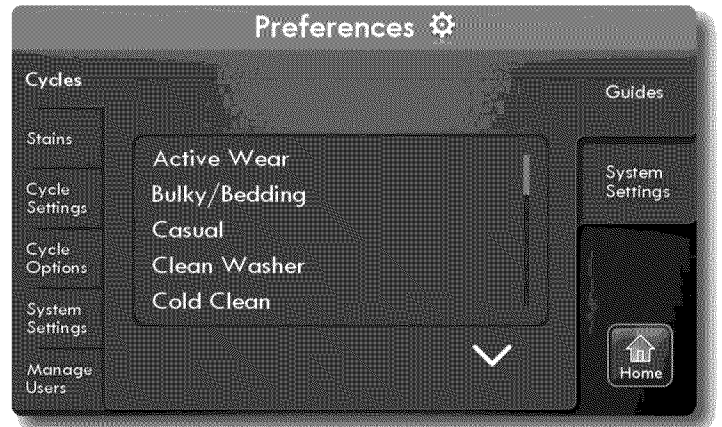 Preferences
Cycles
Stains
Cycle
Settings
Cycle
Options
System
Settings
Manage
Users
Active Wear
Bulky/Bedding
Casual
Clean Washer
Cold Clean
Guides
System
Settings
Home